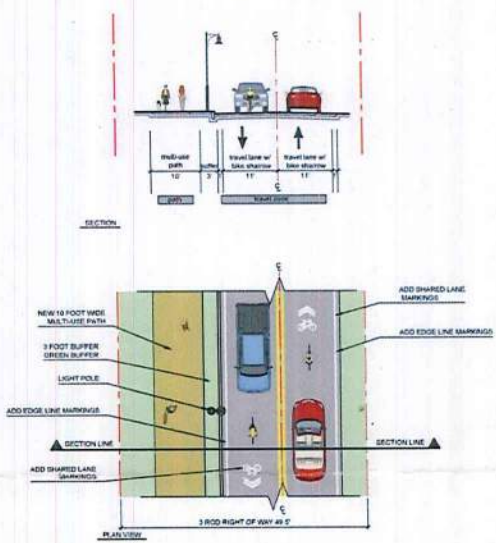 multi-use
path
10'
buffer
3'
travel lane w/
bike sharrow
11'
travel lane w/
bike sharrow
11'
path
travel zone
SECTION
NEW 10 FOOT WIDE
MULTI-USE PATH
3 FOOT BUFFER
GREEN BUFFER
LIGHT POLE
ADD EDGE LINE MARKINGS
SECTION LINE
ADD SHARED LANE
MARKINGS
ADD SHARED LANE
MARKINGS
ADD EDGE LINE MARKINGS
SECTION LINE
3 ROD RIGHT OF WAY 49.5'
PLAN VIEW